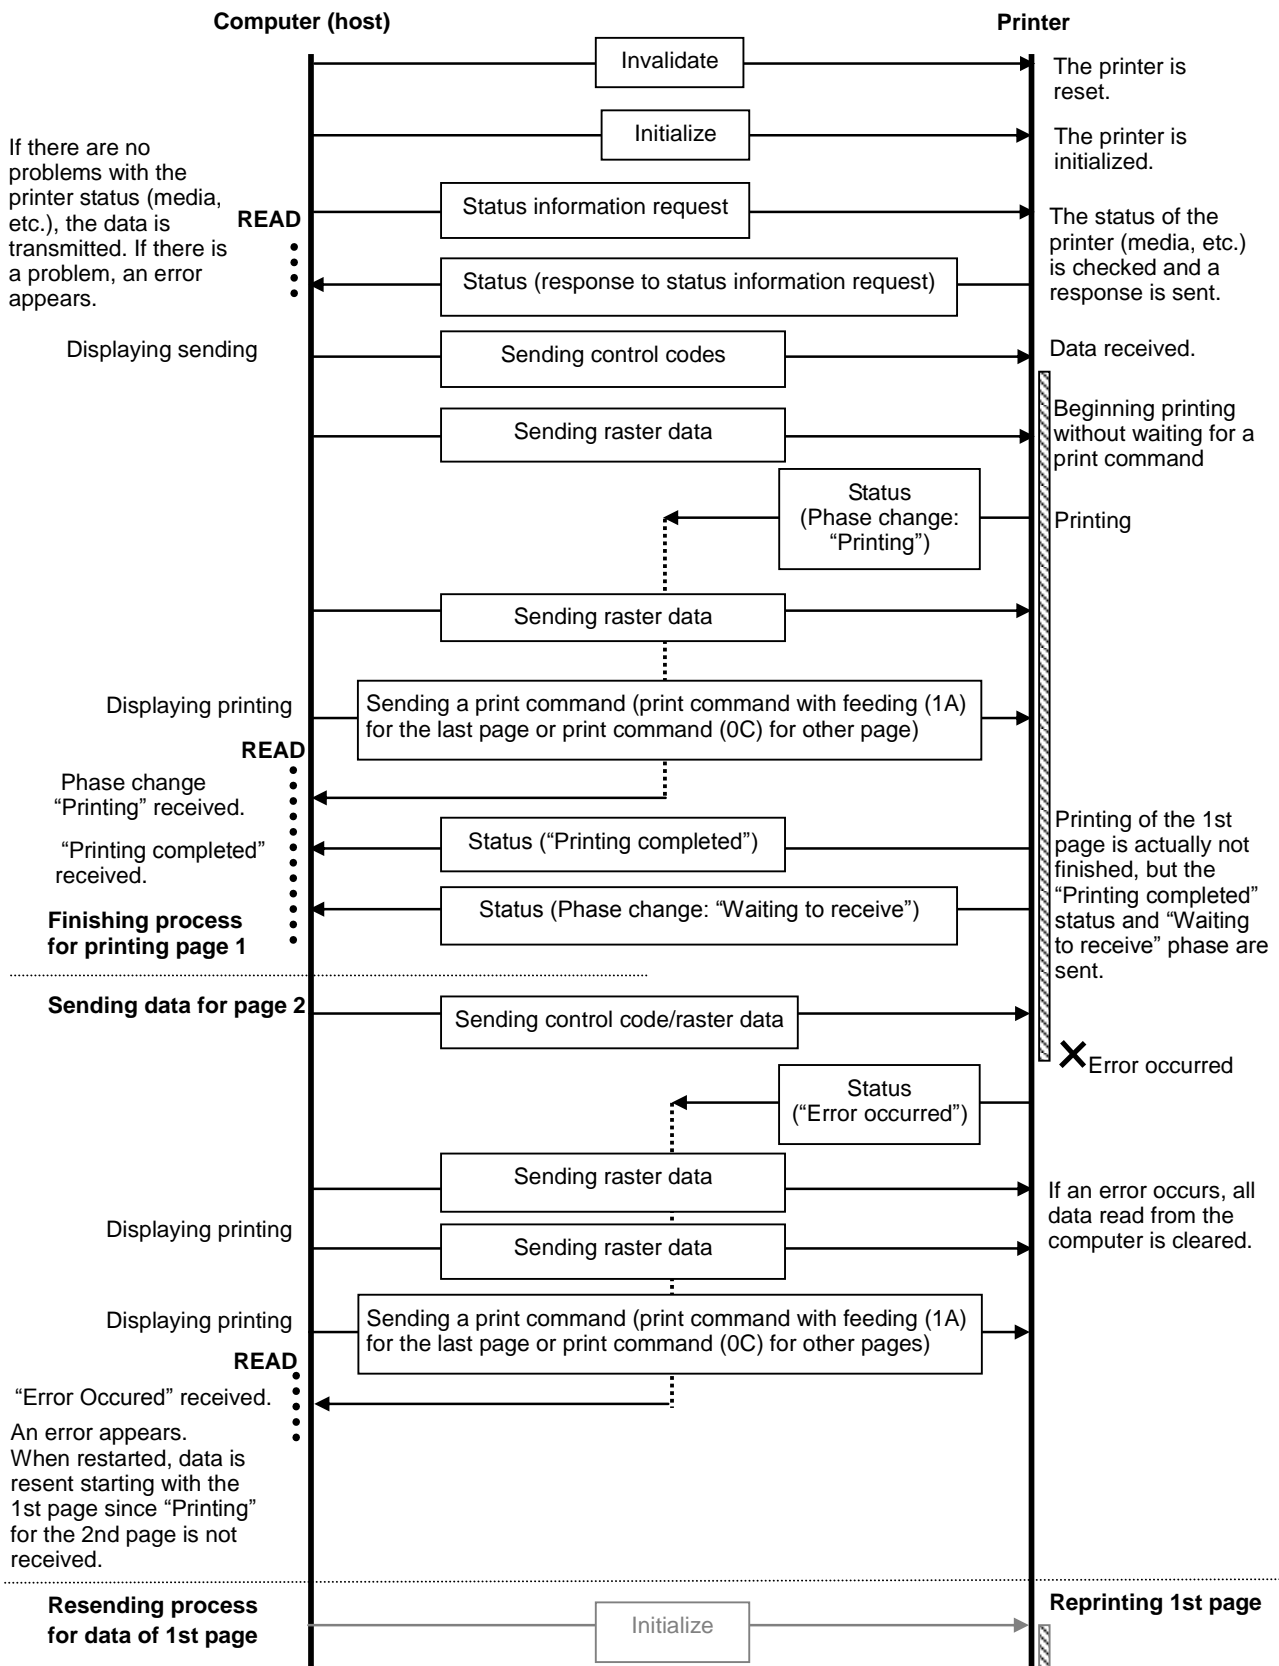 Computer (host)
Printer
Invalidate
The printer is
reset.
Initialize
The printer is
initialized.
If there are no
problems with the
printer status (media,
etc.), the data is
transmitted. If there is
a problem, an error
appears.
READ
Status information request
The status of the
printer (media, etc.)
is checked and a
response is sent.
Status (response to status information request)
Displaying sending
Sending control codes
Data received.
Sending raster data
Beginning printing
without waiting for a
print command
Status
(Phase change:
“Printing”)
Printing
Sending raster data
Displaying printing
Sending a print command (print command with feeding (1A)
for the last page or print command (0C) for other page)
READ
Phase change
“Printing” received.
“Printing completed”
received.
Status (“Printing completed”)
Printing of the 1st
page is actually not
finished, but the
“Printing completed”
status and “Waiting
to receive” phase are
sent.
Finishing process
for printing page 1
Status (Phase change: “Waiting to receive”)
Sending data for page 2
Sending control code/raster data
Error occurred
Status
(“Error occurred”)
Sending raster data
If an error occurs, all
data read from the
computer is cleared.
Displaying printing
Sending raster data
Displaying printing
Sending a print command (print command with feeding (1A)
for the last page or print command (0C) for other pages)
READ
“Error Occured” received.
An error appears.
When restarted, data is
resent starting with the
1st page since “Printing”
for the 2nd page is not
received.
Resending process
for data of 1st page
Initialize
Reprinting 1st page